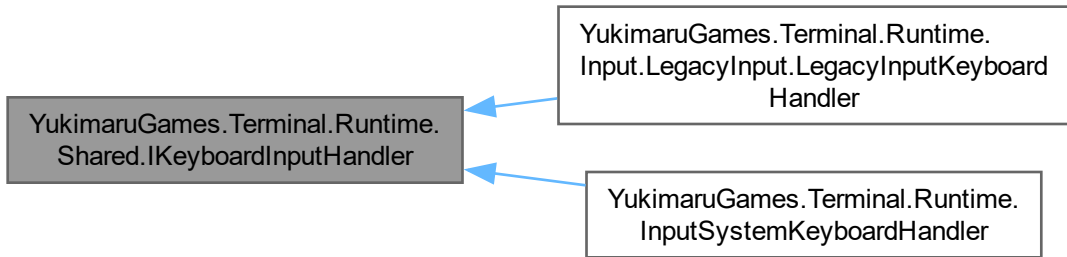 YukimaruGames.Terminal.Runtime.
Shared.IKeyboardInputHandler
YukimaruGames.Terminal.Runtime.
Input.LegacyInput.LegacyInputKeyboard
Handler
YukimaruGames.Terminal.Runtime.
InputSystemKeyboardHandler